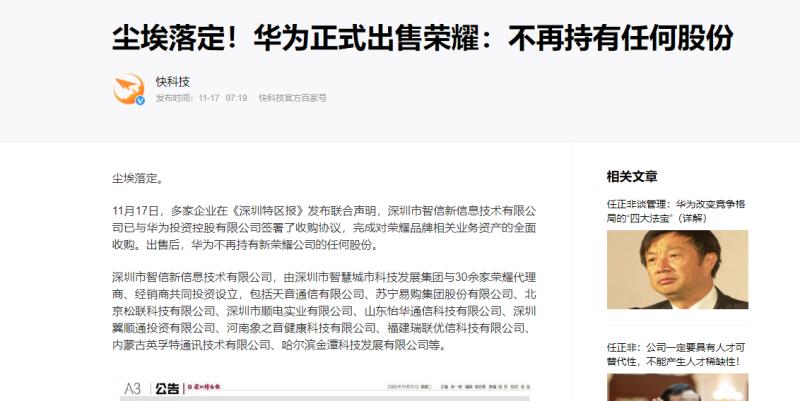 尘埃落定！华为正式出售荣耀：不再持有任何股份
快科技
发布时间：11-17 07:19 快科技官方百家号
尘埃落定。
11月17日，多家企业在《深圳特区报》发布联合声明，深圳市智信新信息技术有限公
司已与华为投资控股有限公司签署了收购协议，完成对荣耀品牌相关业务资产的全面
收购。出售后，华为不再持有新荣耀公司的任何股份。
深圳市智信新信息技术有限公司，由深圳市智慧城市科技发展集团与30余家荣耀代理
商、经销商共同投资设立，包括天音通信有限公司、苏宁易购集团股份有限公司、北
京松联科技有限公司、深圳市顺电实业有限公司、山东怡华通信科技有限公司、深圳
冀顺通投资有限公司、河南象之音健康科技有限公司、福建瑞联优信科技有限公司、
内蒙古英孚特通讯技术有限公司、哈尔滨金潭科技发展有限公司等。
A3 公告 深圳特区报
相关文章
任正非谈管理：华为改变竞争格
局的“四大法宝”（详解）
任正非：公司一定要具有人才可
替代性，不能产生人才稀缺性！